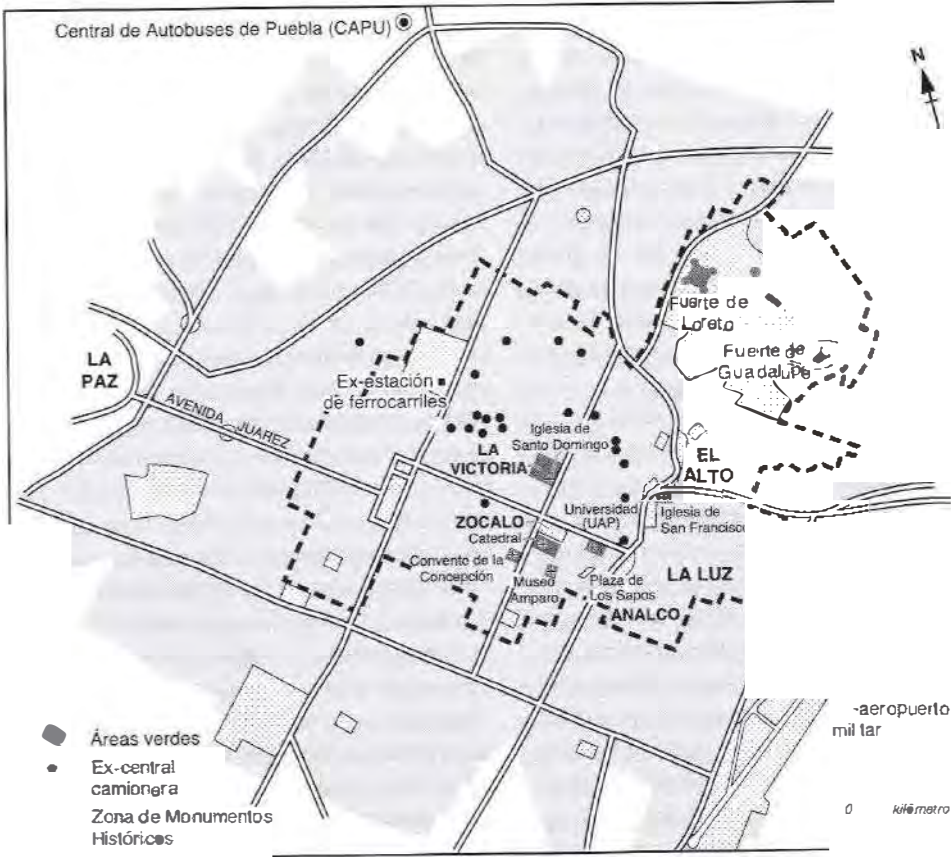 Central de Autobuses de Puebla (CAPU)
N
Fuerte de
Loreto
Fuerte de la
Guadalupe
LA
PAZ
Ex-estación
de ferrocarriles
AVENIDA JUAREZ
Iglesia de
Santo Domingo
LA
VICTORIA
EL
ALTO
ZOCALO
Catedral
Universidad
(UAP)
Iglesia de
San Francisco
Convento de la
Concepción
Museo
Amparo
Plaza de
Los Sapos
LA LUZ
ANALCO
-aeropuerto
mil tar
Áreas verdes
Ex-central
camionera
Zona de Monumentos
Históricos
0 kilómetro